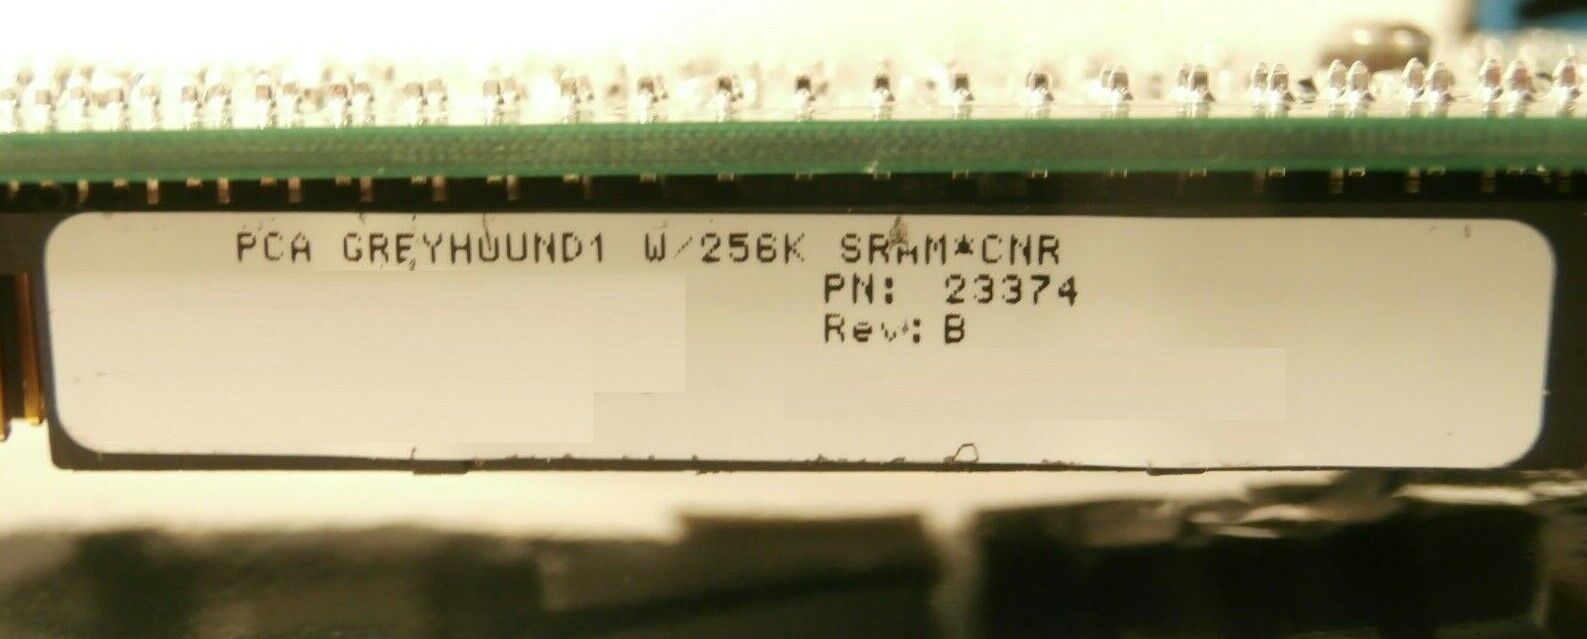 PCA GREYHOUND1 W/256K SRAM*CNR
PN: 23374
Rev: B